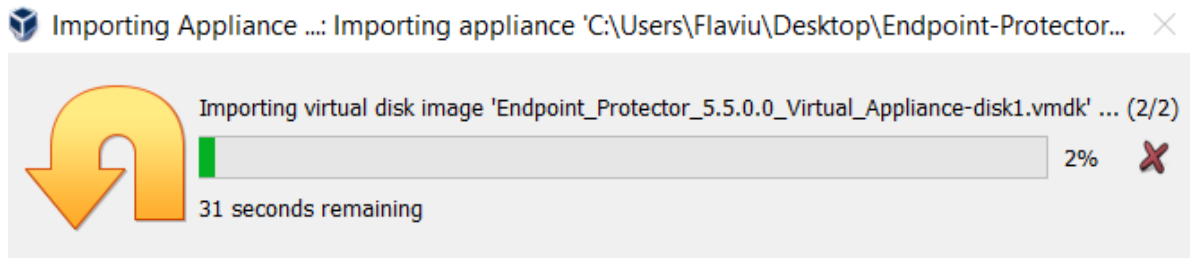 Importing Appliance ...: Importing appliance 'C:\Users\Flaviu\Desktop\Endpoint-Protector...
Importing virtual disk image 'Endpoint_Protector_5.5.0.0_Virtual_Appliance-disk1.vmdk' ... (2/2)
2%
31 seconds remaining